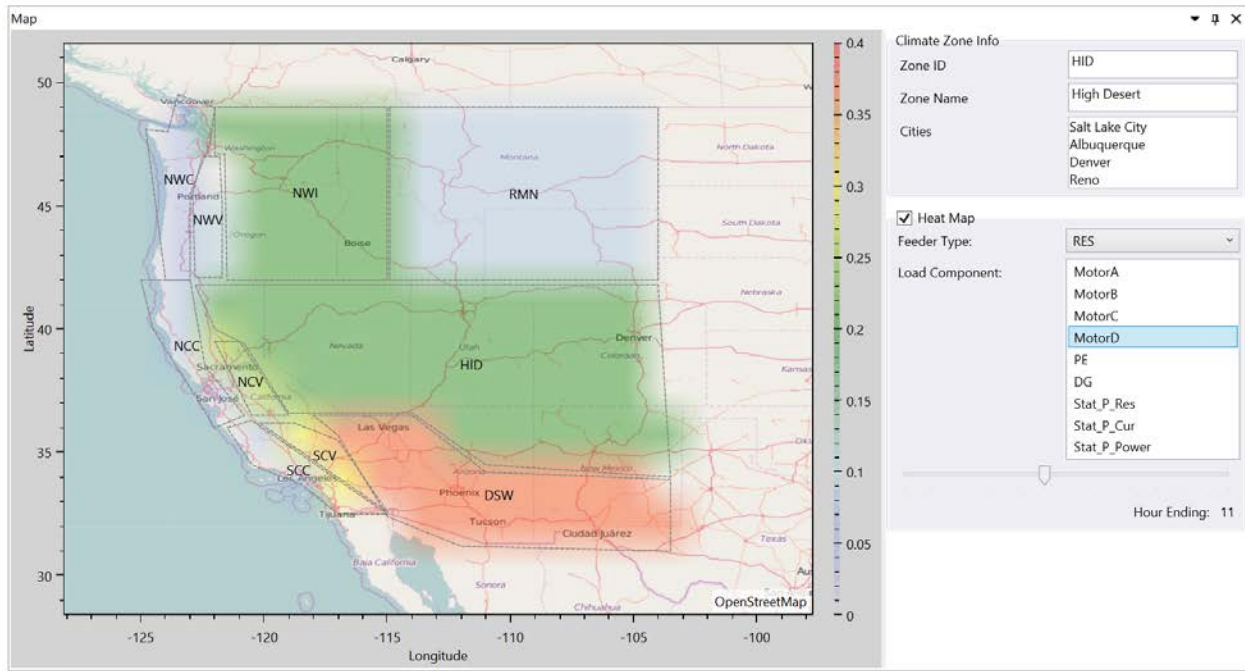 Map
Climate Zone Info
Zone ID
HID
Zone Name
High Desert
Cities
Salt Lake City
Albuquerque
Denver
Reno
Heat Map
Feeder Type:
RES
Load Component:
MotorA
MotorB
MotorC
MotorD
PE
DG
Stat_P_Res
Stat_P_Cur
Stat_P_Power
Hour Ending: 11
Latitude
50
45
40
35
30
Longitude
-125
-120
-115
-110
-105
-100
0.4
0.35
0.3
0.25
0.2
0.15
0.1
0.05
0
Calgary
Vancouver
Washington
Montana
North Dakota
NWC
NWI
RMN
Portland
NWV
Oregon
Boise
South Dakota
Nebraska
NCC
Nevada
Utah
Denver
Colorado
HID
Sacramento
NCV
California
San José
Kansas
Las Vegas
SCV
SCC
Los Angeles
Arizona
New Mexico
Phoenix
DSW
Tijuana
Tucson
Ciudad Juárez
Texas
Baja California
Sonora
Chihuahua
OpenStreetMap